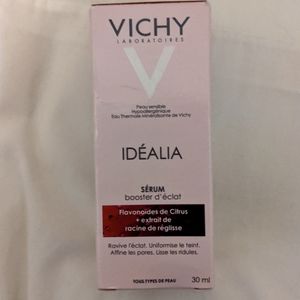 VICHY
LABORATOIRES
Peau sensible
Hypoallergénique
Eau Thermale Minéralisante de Vichy
IDÉALIA
SÉRUM
booster d'éclat
Flavonoïdes de Citrus
+ extrait de
racine de réglisse
Ravive l'éclat. Uniformise le teint.
Affine les pores. Lisse les ridules.
TOUS TYPES DE PEAU
30 ml